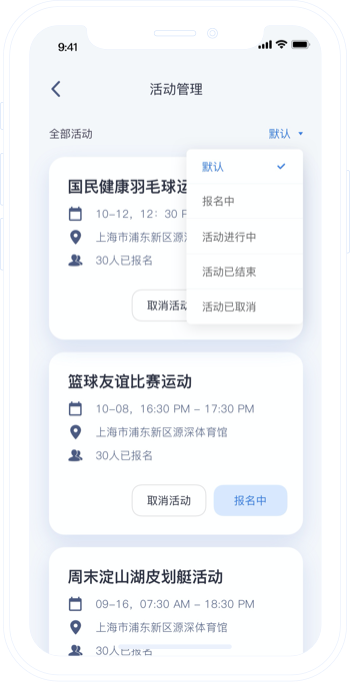 9:41
活动管理
全部活动
默认
默认
报名中
活动进行中
活动已结束
活动已取消
国民健康羽毛球
10-12, 12: 30
上海市浦东新区源
30人已报名
取消活
篮球友谊比赛运动
10-08, 16:30 PM - 17:30 PM
上海市浦东新区源深体育馆
30人已报名
取消活动
报名中
周末淀山湖皮划艇活动
09-16, 07:30 AM - 18:30 PM
上海市浦东新区源深体育馆
30人已报名